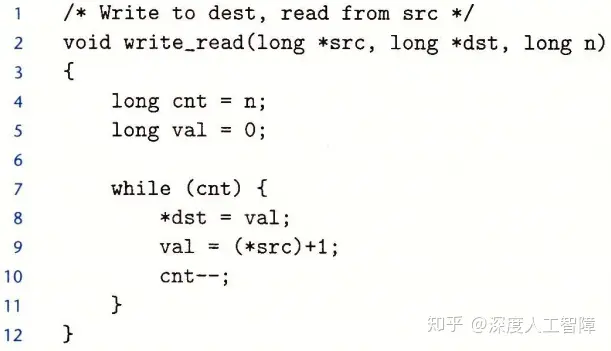 1 /* Write to dest, read from src */
2 void write_read(long *src, long *dst, long n)
3 {
4 long cnt = n;
5 long val = 0;
6
7 while (cnt) {
8 *dst = val;
9 val = (*src)+1;
10 cnt--;
11 }
12 }
知乎 @深度人工智障